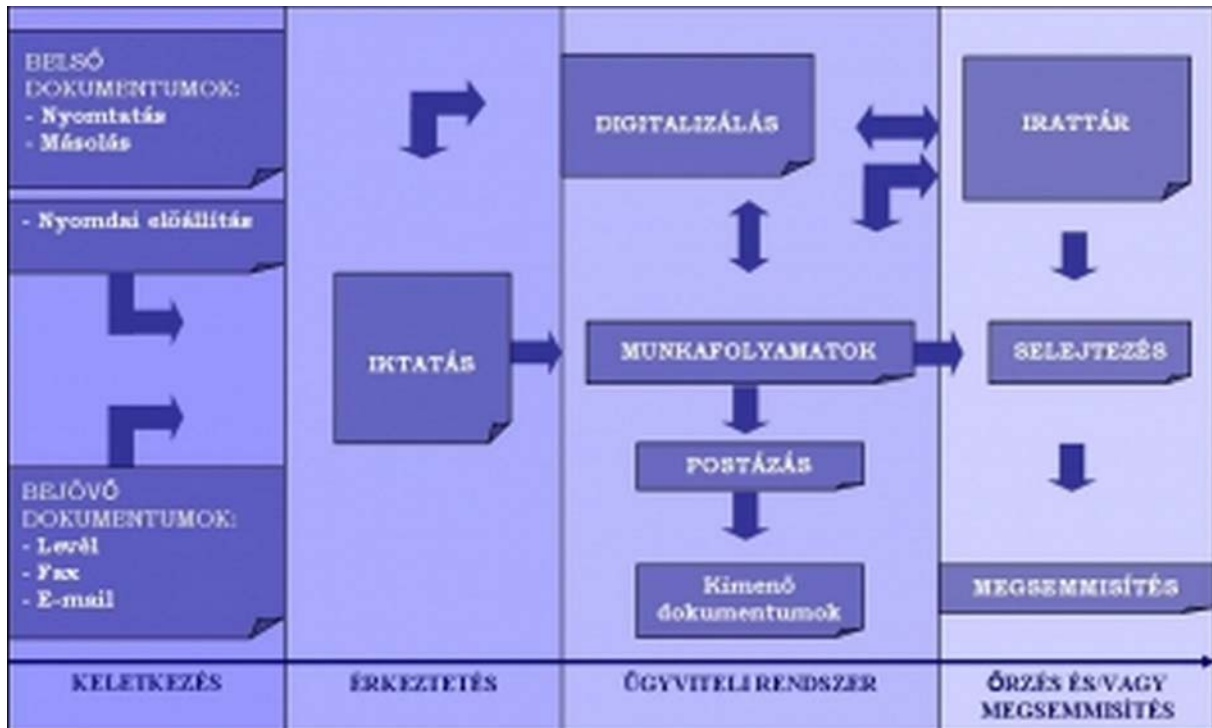 BELSŐ
DOKUMENTUMOK:
- Nyomtatás
- Másolás
- Nyomdai előállítás
BEJÖVŐ
DOKUMENTUMOK:
- Levél
- Fax
- E-mail
IKTATÁS
DIGITALIZÁLÁS
MUNKAFOLYAMATOK
POSTÁZÁS
Kimenő
dokumentumok
IRATTÁR
SELEJTEZÉS
MEGSEMMISÍTÉS
KELETKEZÉS
ÉRKEZTETÉS
ÜGYVITELI RENDSZER
ŐRZÉS ÉS/VAGY
MEGSEMMISÍTÉS